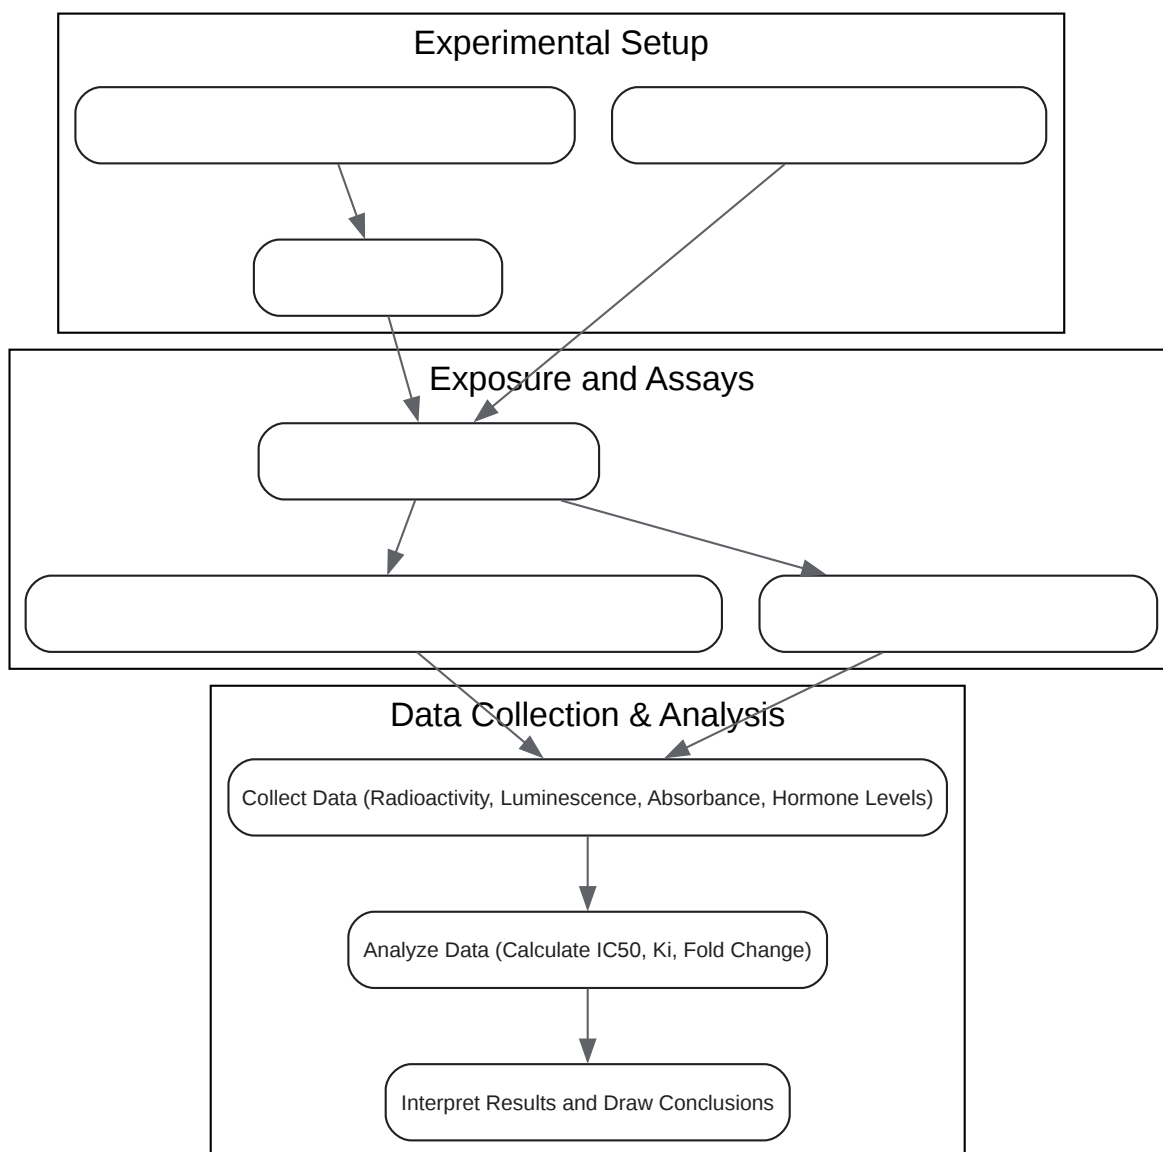 Experimental Setup
Exposure and Assays
Data Collection & Analysis
Collect Data (Radioactivity, Luminescence, Absorbance, Hormone Levels)
Analyze Data (Calculate IC50, Ki, Fold Change)
Interpret Results and Draw Conclusions